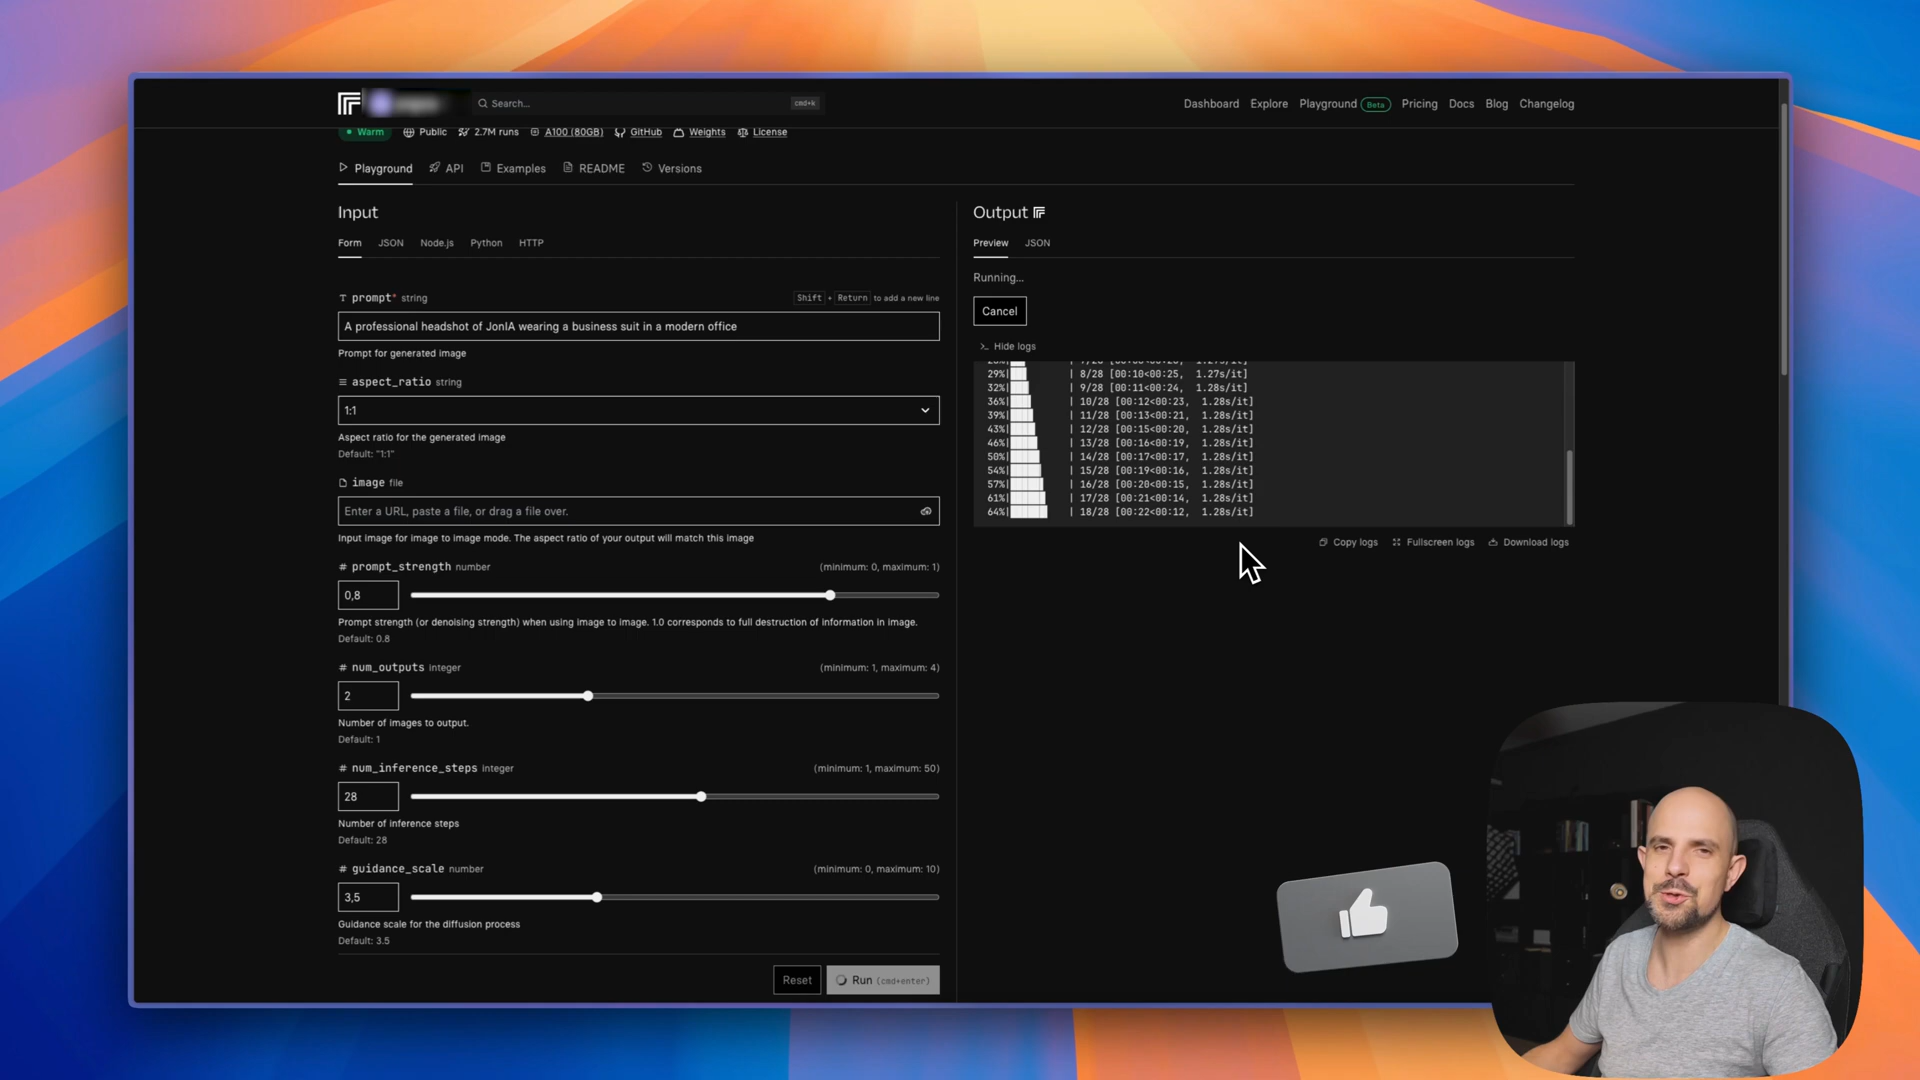 Search...
cmd+k
Dashboard Explore Playground Beta Pricing Docs Blog Changelog
Warm Public 2.7M runs A100 (80GB) GitHub Weights License
Playground API Examples README Versions
Input
Form JSON Node.js Python HTTP
prompt* string
Shift + Return to add a new line
A professional headshot of JonIA wearing a business suit in a modern office
Prompt for generated image
aspect_ratio string
1:1
Aspect ratio for the generated image
Default: "1:1"
image file
Enter a URL, paste a file, or drag a file over.
Input image for image to image mode. The aspect ratio of your output will match this image
# prompt_strength number (minimum: 0, maximum: 1)
0,8
Prompt strength (or denoising strength) when using image to image. 1.0 corresponds to full destruction of information in image.
Default: 0.8
# num_outputs integer (minimum: 1, maximum: 4)
2
Number of images to output.
Default: 1
# num_inference_steps integer (minimum: 1, maximum: 50)
28
Number of inference steps
Default: 28
# guidance_scale number (minimum: 0, maximum: 10)
3,5
Guidance scale for the diffusion process
Default: 3.5
Reset Run (cmd+enter)
Output
Preview JSON
Running...
Cancel
Hide logs
29%| | 8/28 [00:10<00:25, 1.27s/it]
32%| | 9/28 [00:11<00:24, 1.28s/it]
36%| | 10/28 [00:12<00:23, 1.28s/it]
39%| | 11/28 [00:13<00:21, 1.28s/it]
43%| | 12/28 [00:15<00:20, 1.28s/it]
46%| | 13/28 [00:16<00:19, 1.28s/it]
50%| | 14/28 [00:17<00:17, 1.28s/it]
54%| | 15/28 [00:19<00:16, 1.28s/it]
57%| | 16/28 [00:20<00:15, 1.28s/it]
61%| | 17/28 [00:21<00:14, 1.28s/it]
64%| | 18/28 [00:22<00:12, 1.28s/it]
Copy logs Fullscreen logs Download logs